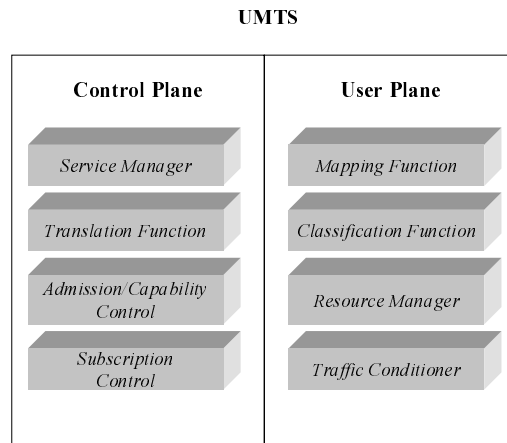 UMTS
Control Plane
Service Manager
Translation Function
Admission/Capability
Control
Subscription
Control
User Plane
Mapping Function
Classification Function
Resource Manager
Traffic Conditioner